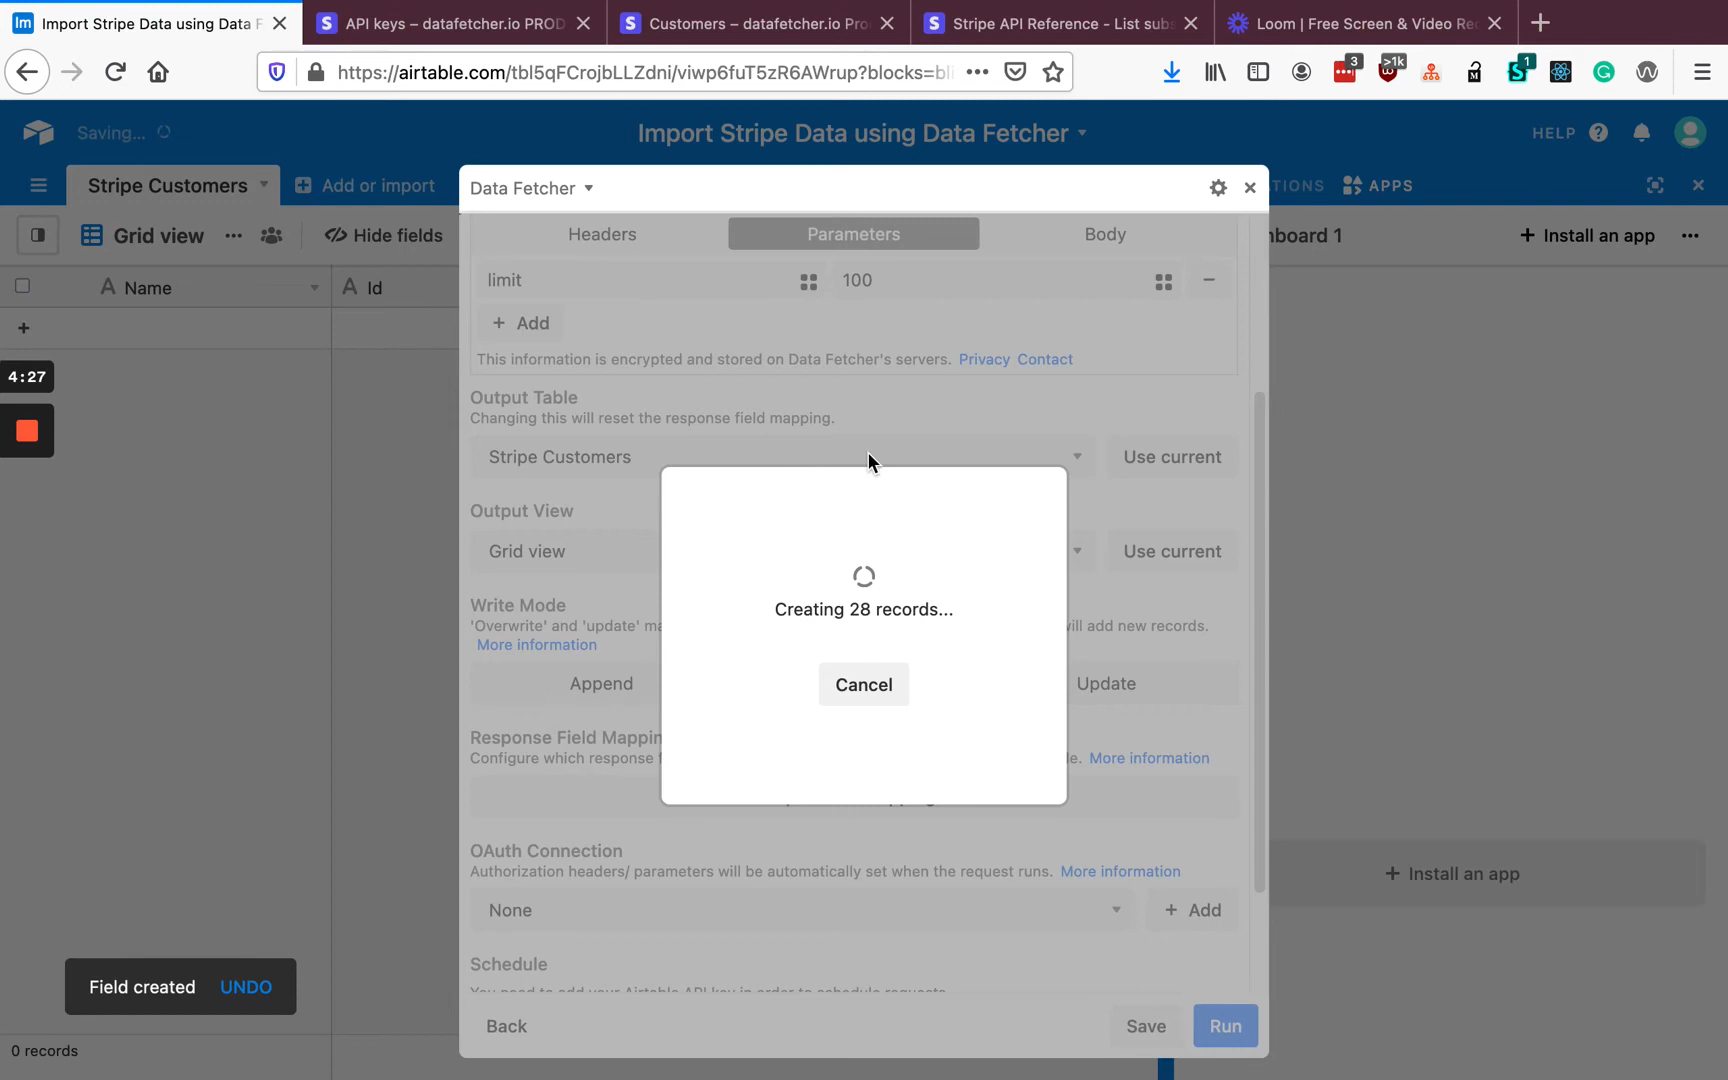 Import Stripe Data using Data F
API keys – datafetcher.io PROD
Customers – datafetcher.io Pro
Stripe API Reference - List sub
Loom | Free Screen & Video Re
https://airtable.com/tbl5qFCrojbLLZdni/viwp6fuT5zR6AWrup?blocks=bli
3
>1k
1
Saving...
Import Stripe Data using Data Fetcher
HELP
Stripe Customers
Add or import
Data Fetcher
TIONS
APPS
Grid view
Hide fields
Headers
Parameters
Body
hboard 1
+ Install an app
A Name
A Id
limit
100
+
+ Add
This information is encrypted and stored on Data Fetcher's servers. Privacy Contact
4:27
Output Table
Changing this will reset the response field mapping.
Stripe Customers
Use current
Output View
Grid view
Use current
Write Mode
'Overwrite' and 'update' ma
will add new records.
More information
Creating 28 records...
Append
Update
Cancel
Response Field Mappin
Configure which response f
le. More information
OAuth Connection
Authorization headers/ parameters will be automatically set when the request runs. More information
+ Install an app
None
+ Add
Schedule
You need to add your Airtable API key in order to schedule requests.
Field created UNDO
Back
Save
Run
0 records